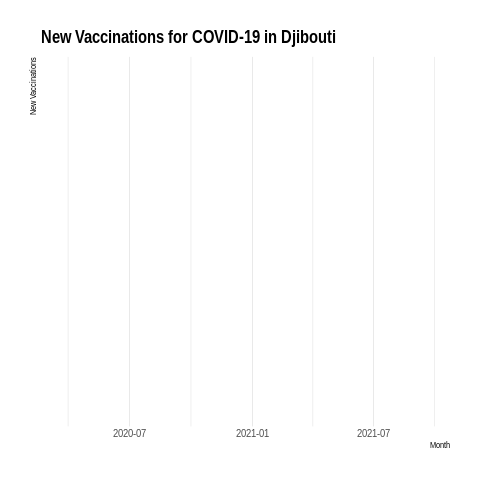 New Vaccinations for COVID-19 in Djibouti
New Vaccinations
2020-07
2021-01
2021-07
Month